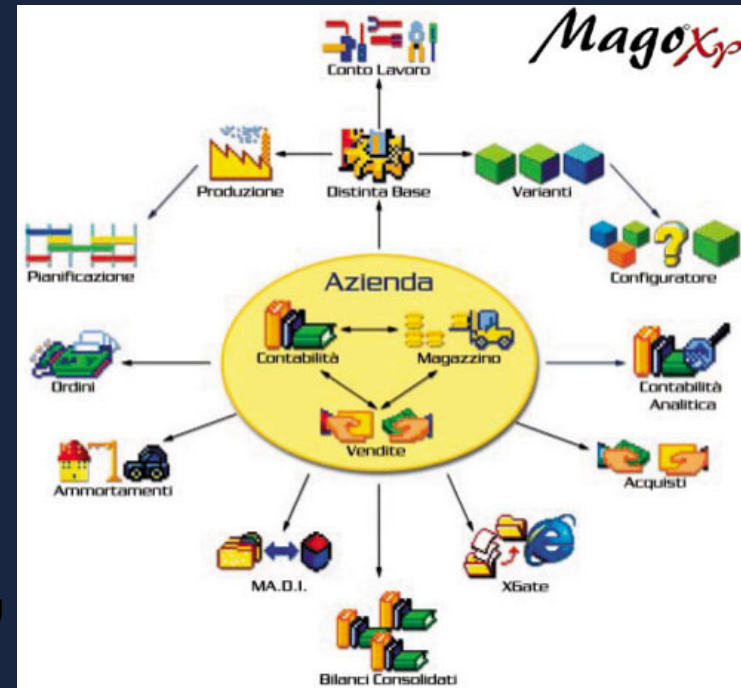 MagoXp
Conto Lavoro
Produzione
Distinta Base
Varianti
Pianificazione
Configuratore
Azienda
Contabilità
Magazzino
Vendite
Ordini
Contabilità
Analitica
Ammortamenti
Acquisti
MA.D.I.
XGate
Bilanci Consolidati